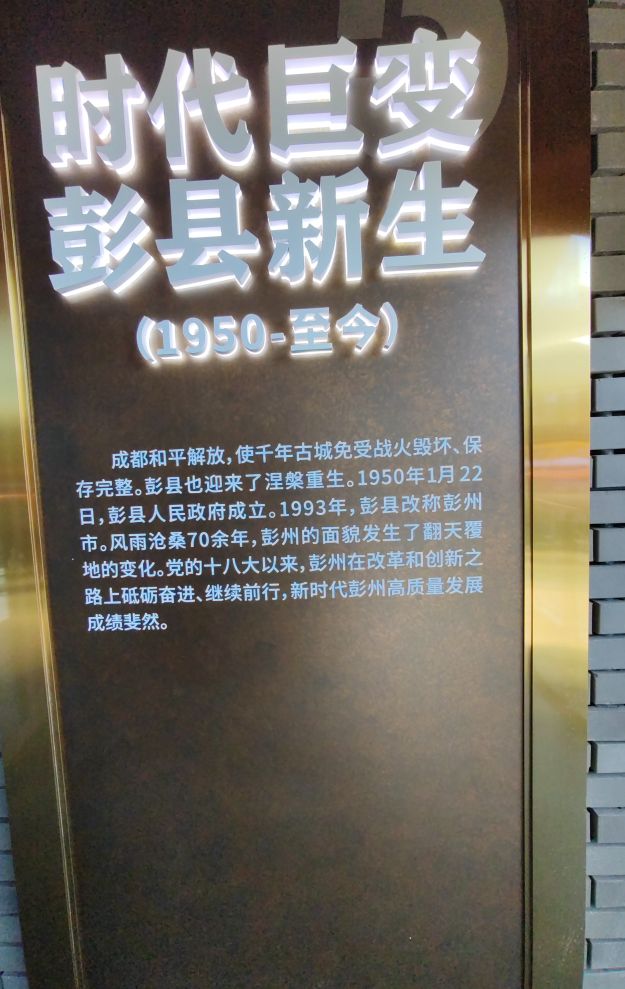 时代巨变
彭县新生
(1950-至今)
成都和平解放,使千年古城免受战火毁坏、保
存完整。彭县也迎来了涅槃重生。1950年1月22
日,彭县人民政府成立。1993年,彭县改称彭州
市。风雨沧桑70余年,彭州的面貌发生了翻天覆
地的变化。党的十八大以来,彭州在改革和创新之
路上砥砺奋进、继续前行,新时代彭州高质量发展
成绩斐然。